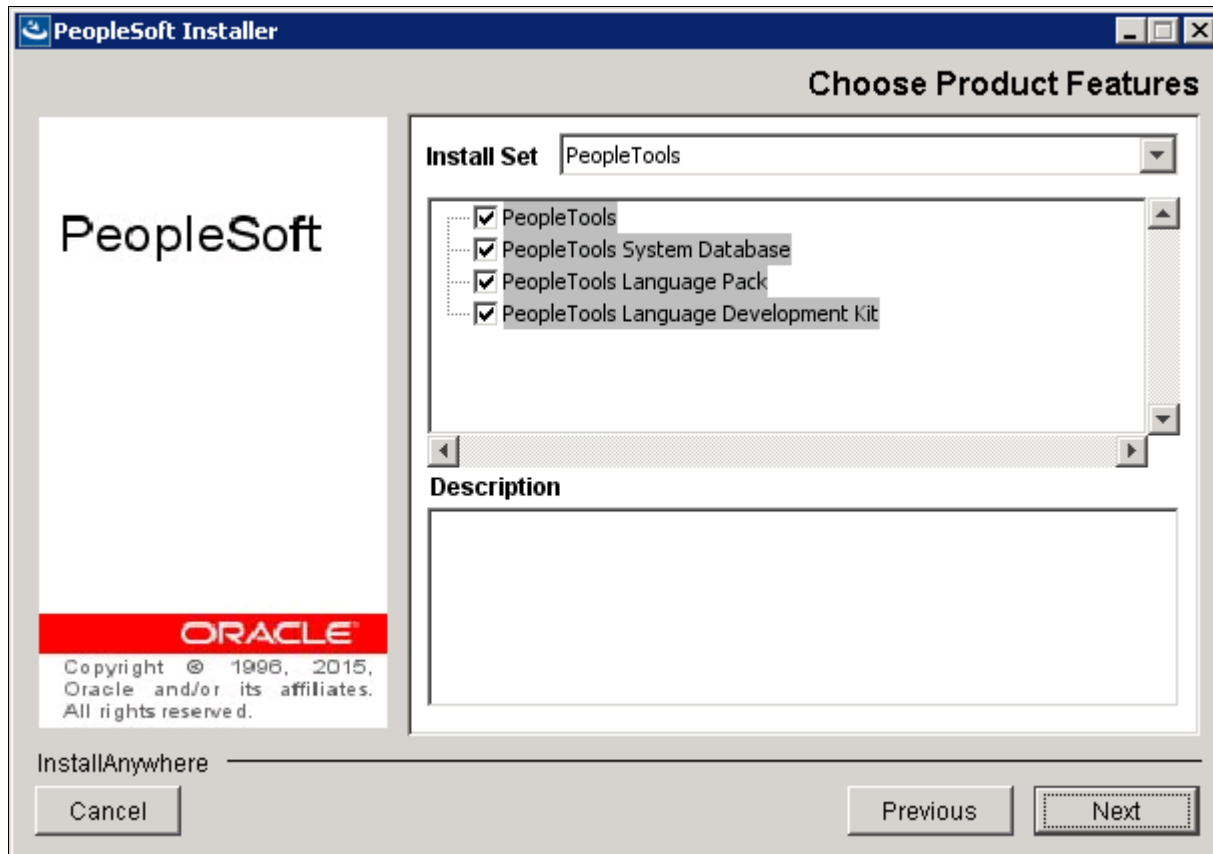 PeopleSoft Installer
Choose Product Features
PeopleSoft
ORACLE
Copyright © 1996, 2015,
Oracle and/or its affiliates.
All rights reserved.
Install Set PeopleTools
PeopleTools
PeopleTools System Database
PeopleTools Language Pack
PeopleTools Language Development Kit
Description
InstallAnywhere
Cancel Previous Next